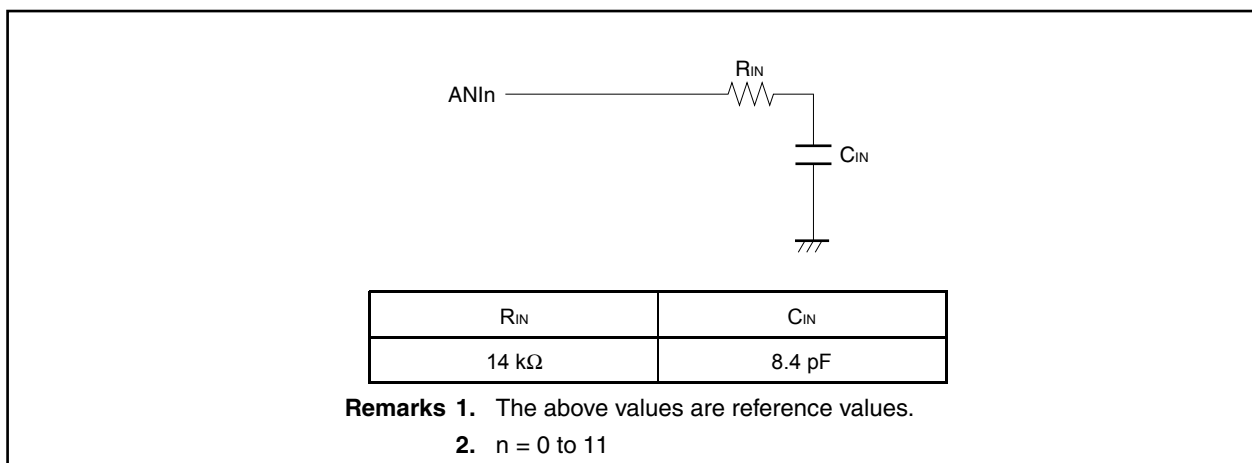 RIN
ANIn
CIN
RIN CIN
14 kΩ 8.4 pF
Remarks 1. The above values are reference values.
2. n = 0 to 11